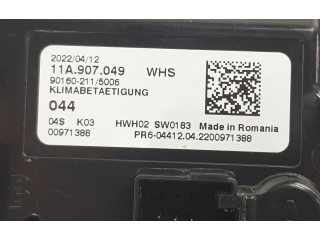 2022/04/12
11A.907.049 WHS
90160-211/5006
KLIMABETAETIGUNG
044
04S K03 HWH02 SW0183 Made in Romania
00971388 PR6-04412.04.2200971388